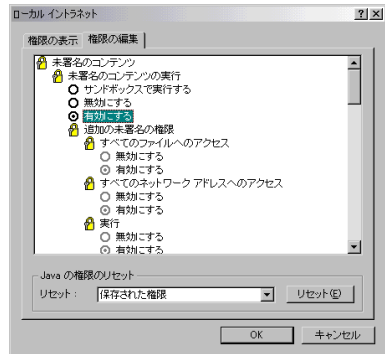 ローカル イントラネット
権限の表示 権限の編集
未署名のコンテンツ
未署名のコンテンツの実行
サンドボックスで実行する
無効にする
有効にする
追加の未署名の権限
すべてのファイルへのアクセス
無効にする
有効にする
すべてのネットワーク アドレスへのアクセス
無効にする
有効にする
実行
無効にする
有効にする
Java の権限のリセット
リセット : 保存された権限 リセット(E)
OK キャンセル